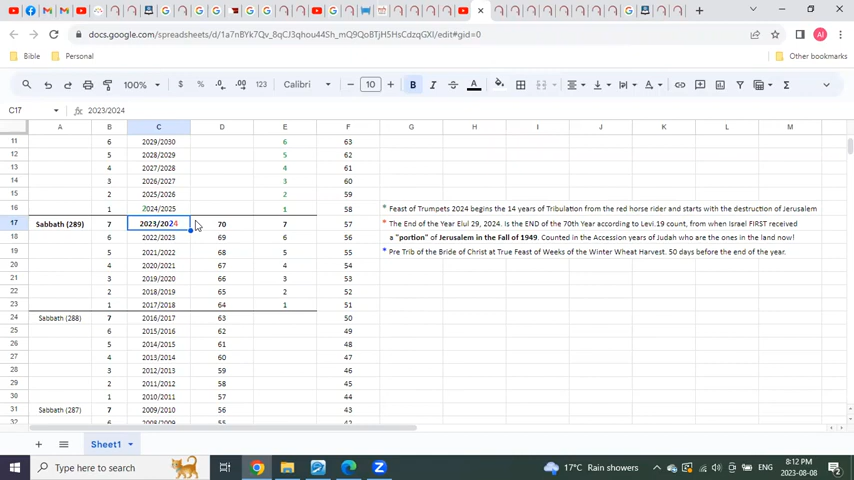 docs.google.com/spreadsheets/d/1a7nBYk7Qv_8qCJ3qhou44Sh_mQ9QoBTjH5HsCdzqGXI/edit#gid=0
Bible
Personal
Other bookmarks
100%
$ % .0 .00 123
Calibri
10
B I A
C17
2023/2024
A B C D E F G H I J K L M
11 6 2029/2030 6 63
12 5 2028/2029 5 62
13 4 2027/2028 4 61
14 3 2026/2027 3 60
15 2 2025/2026 2 59
16 1 2024/2025 1 58 * Feast of Trumpets 2024 begins the 14 years of Tribulation from the red horse rider and starts with the destruction of Jerusalem
17 Sabbath (289) 7 2023/2024 70 7 57 * The End of the Year Elul 29, 2024. Is the END of the 70th Year according to Levi.19 count, from when Israel FIRST received
18 6 2022/2023 69 6 56 a "portion" of Jerusalem in the Fall of 1949. Counted in the Accession years of Judah who are the ones in the land now!
19 5 2021/2022 68 5 55 * Pre Trib of the Bride of Christ at True Feast of Weeks of the Winter Wheat Harvest. 50 days before the end of the year.
20 4 2020/2021 67 4 54
21 3 2019/2020 66 3 53
22 2 2018/2019 65 2 52
23 1 2017/2018 64 1 51
24 Sabbath (288) 7 2016/2017 63 50
25 6 2015/2016 62 49
26 5 2014/2015 61 48
27 4 2013/2014 60 47
28 3 2012/2013 59 46
29 2 2011/2012 58 45
30 1 2010/2011 57 44
31 Sabbath (287) 7 2009/2010 56 43
32 6 2008/2009 55 42
Sheet1
Type here to search
17°C Rain showers
ENG
8:12 PM
2023-08-08
2